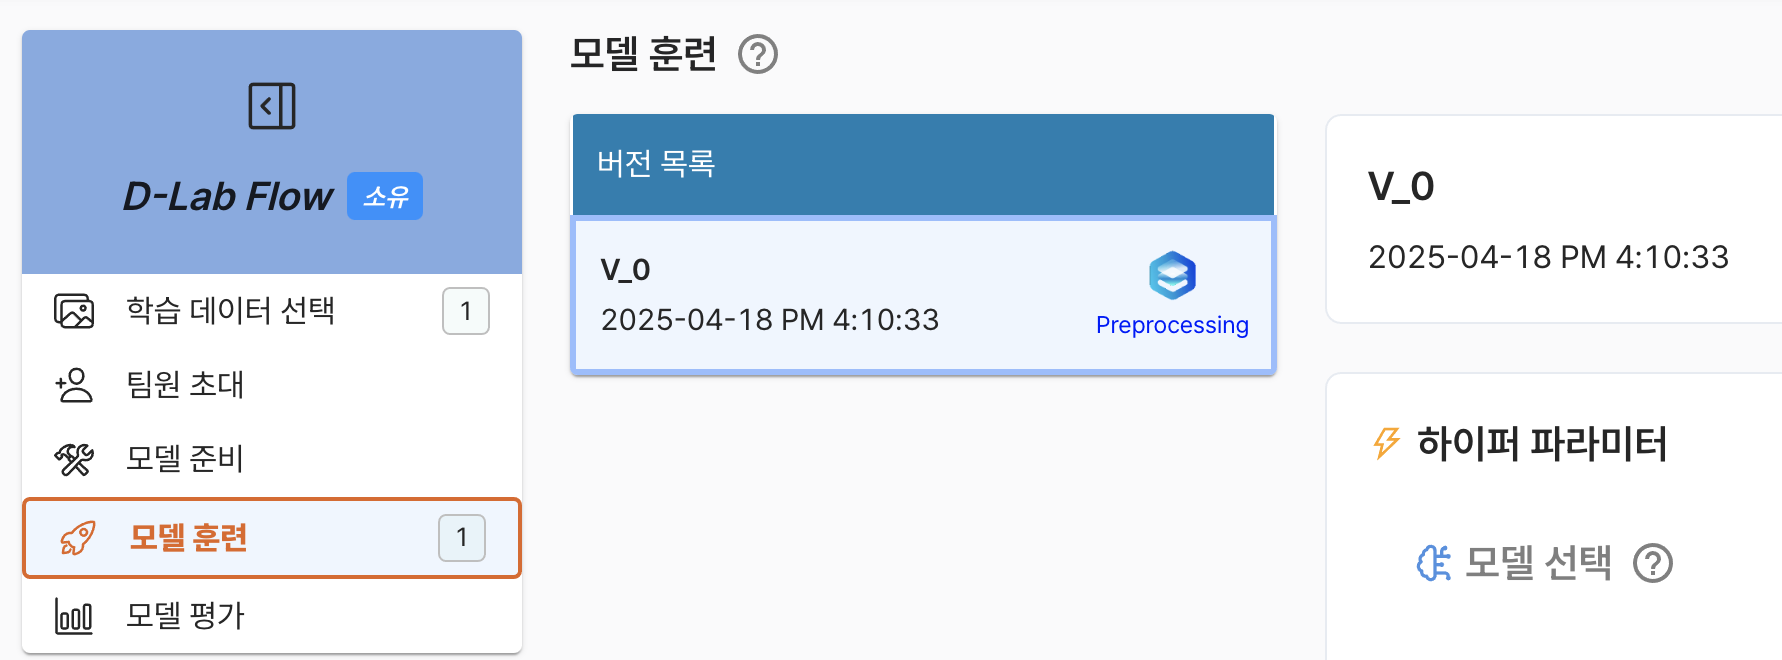 D-Lab Flow 소유
학습 데이터 선택 1
팀원 초대
모델 준비
모델 훈련 1
모델 평가
모델 훈련 ?
버전 목록
V_0
2025-04-18 PM 4:10:33
Preprocessing
V_0
2025-04-18 PM 4:10:33
하이퍼 파라미터
모델 선택 ?